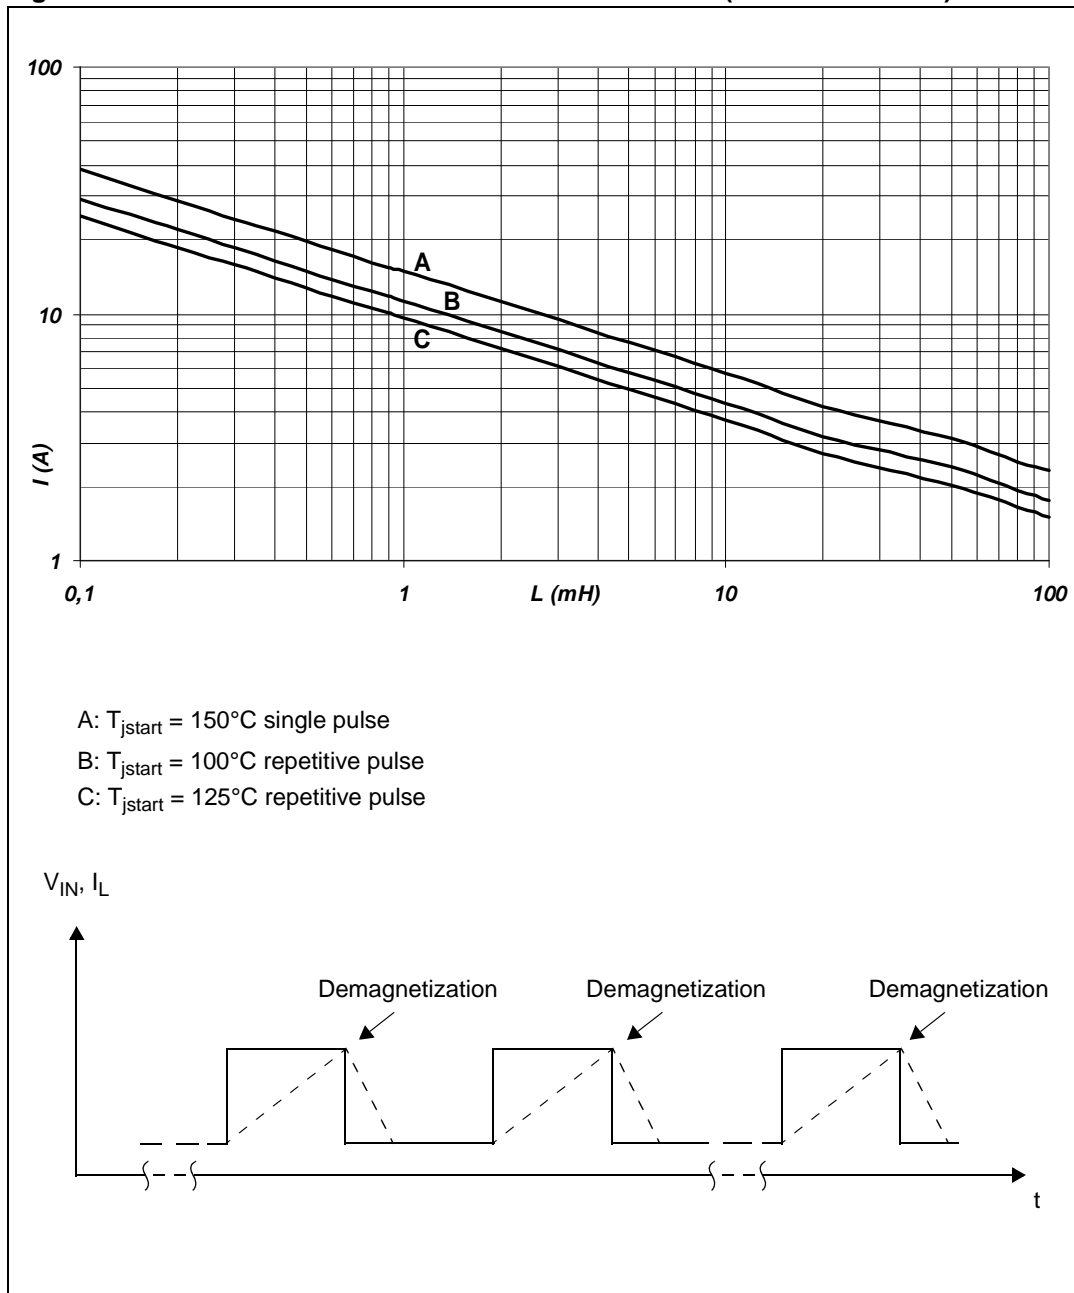 100
A
B
10
C
I (A)
1
0,1 1 L (mH) 10 100
A: Tjstart = 150°C single pulse
B: Tjstart = 100°C repetitive pulse
C: Tjstart = 125°C repetitive pulse
VIN, IL
Demagnetization Demagnetization Demagnetization
t